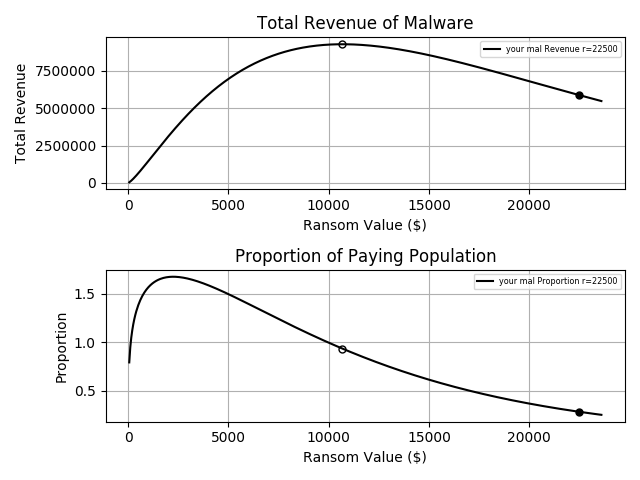 Total Revenue of Malware
your mal Revenue r=22500
Total Revenue
7500000
5000000
2500000
0
0 5000 10000 15000 20000
Ransom Value ($)
Proportion of Paying Population
your mal Proportion r=22500
Proportion
1.5
1.0
0.5
0 5000 10000 15000 20000
Ransom Value ($)